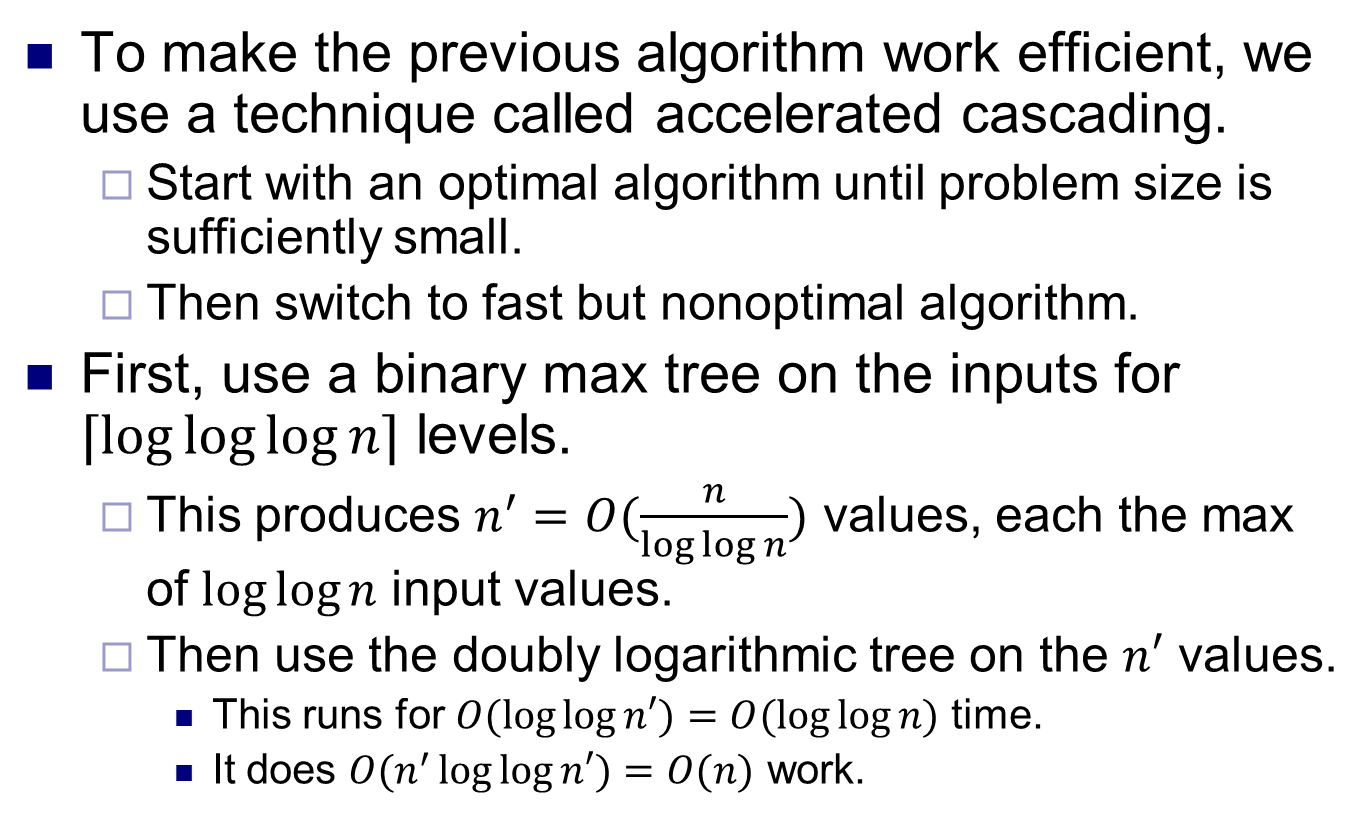 To make the previous algorithm work efficient, we
use a technique called accelerated cascading.
Start with an optimal algorithm until problem size is
sufficiently small.
Then switch to fast but nonoptimal algorithm.
First, use a binary max tree on the inputs for
⌈log log log n⌉ levels.
This produces n′ = O(n / log log n) values, each the max
of log log n input values.
Then use the doubly logarithmic tree on the n′ values.
This runs for O(log log n′) = O(log log n) time.
It does O(n′ log log n′) = O(n) work.